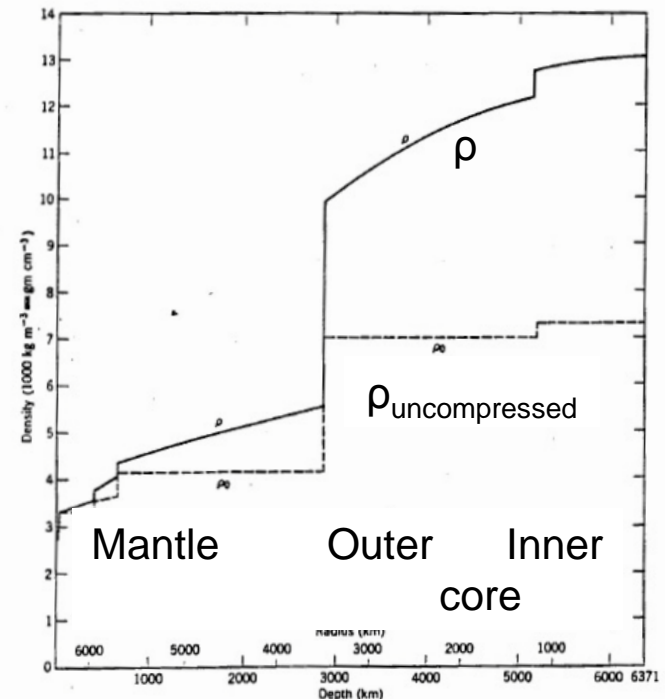 14
13
12
11
10
9
8
7
6
5
4
3
2
1
0
Density (1000 kg m⁻³ = gm cm⁻³)
ρ
ρ
ρ₀
ρuncompressed
ρ
ρ₀
Mantle Outer Inner
core
Radius (km)
6000 5000 4000 3000 2000 1000
1000 2000 3000 4000 5000 6000 6371
Depth (km)